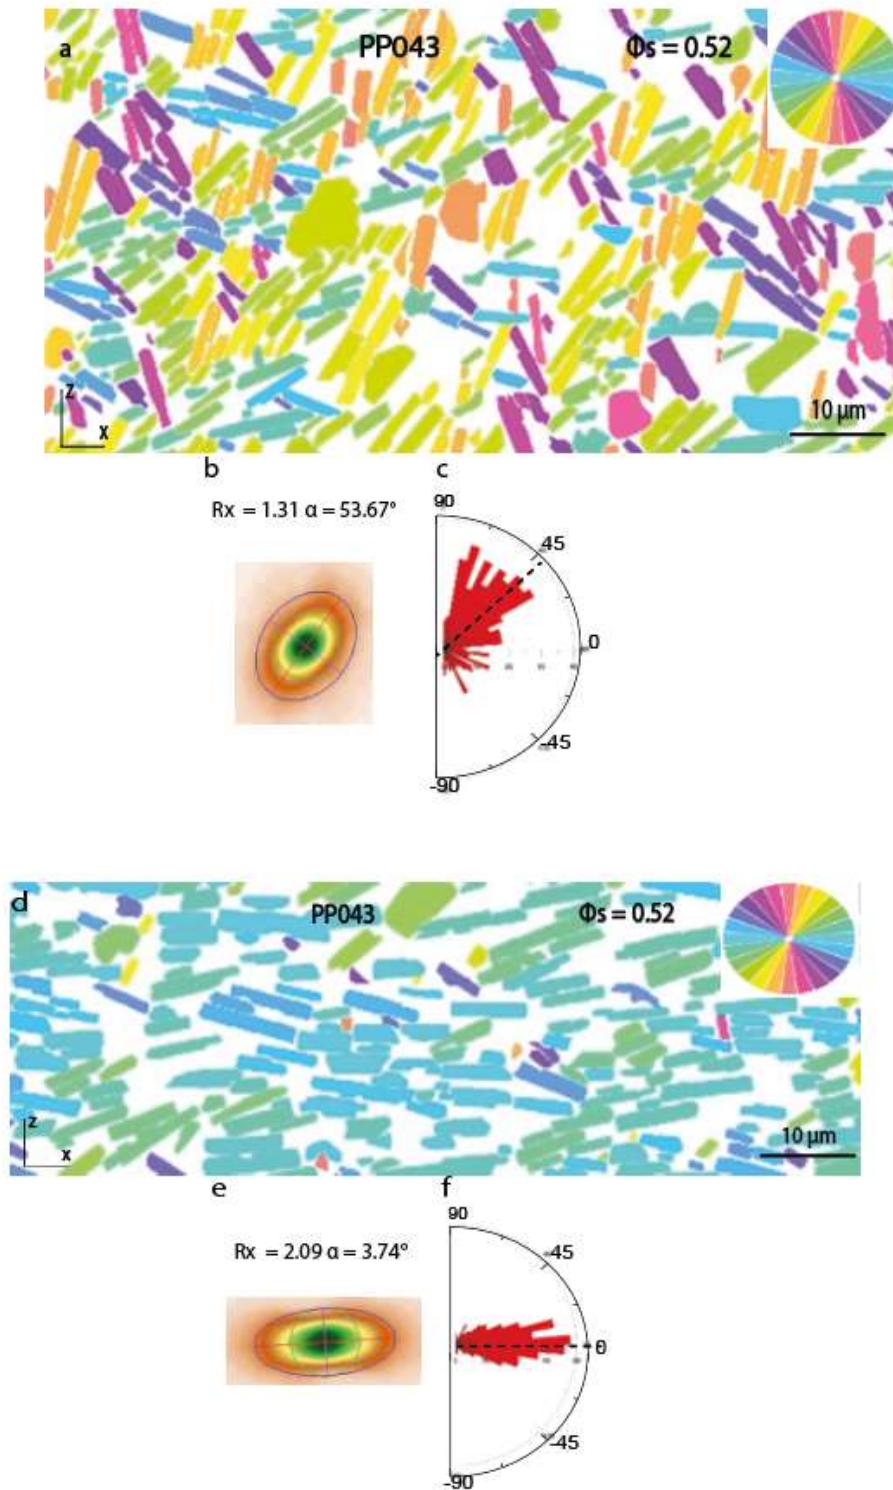 a PP043 Φs = 0.52
z
x
10 µm
b c
Rx = 1.31 α = 53.67°
90
45
0
-45
-90
d PP043 Φs = 0.52
z
x
10 µm
e f
Rx = 2.09 α = 3.74°
90
-45
0
-45
-90